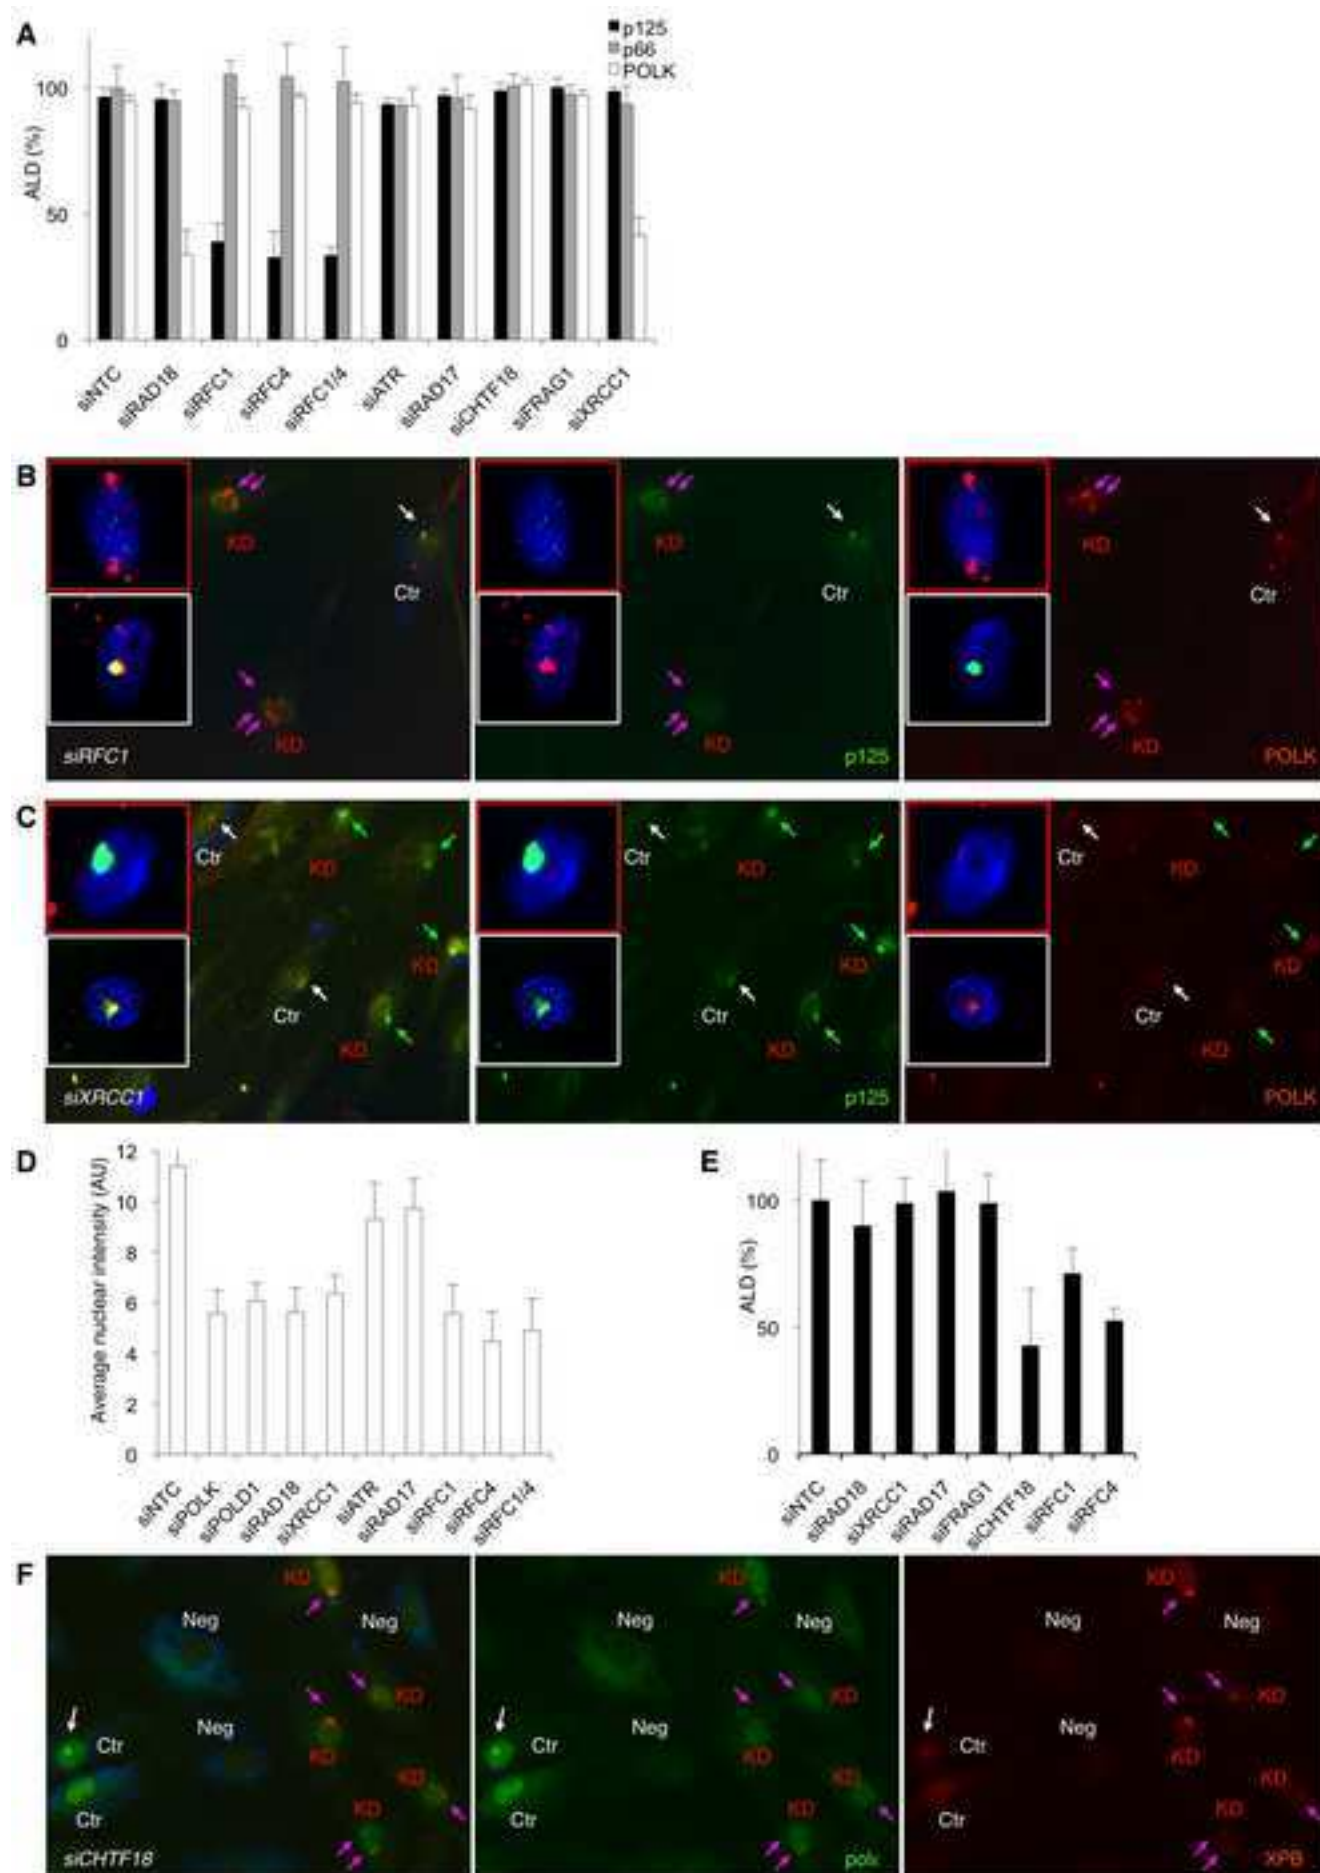 A
p125
p66
POLK
ALD (%)
100
50
0
siNTC
siRAD18
siRFC1
siRFC4
siRFC1/4
siATR
siRAD17
siCHTF18
siFRAG1
siXRCC1
B
KD
Ctr
KD
siRFC1
KD
Ctr
KD
p125
KD
Ctr
KD
POLK
C
Ctr
KD
KD
Ctr
KD
siXRCC1
Ctr
KD
KD
Ctr
KD
p125
Ctr
KD
KD
Ctr
KD
POLK
D
Average nuclear intensity (AU)
12
10
8
6
4
2
0
siNTC
siPOLK
siPOLD1
siRAD18
siXRCC1
siATR
siRAD17
siRFC1
siRFC4
siRFC1/4
E
ALD (%)
100
50
0
siNTC
siRAD18
siXRCC1
siRAD17
siFRAG1
siCHTF18
siRFC1
siRFC4
F
KD
Neg
Neg
KD
Neg
Ctr
KD
KD
KD
Ctr
siCHTF18
KD
Neg
Neg
KD
Neg
Ctr
KD
KD
KD
Ctr
KD
Neg
Neg
KD
Neg
Ctr
KD
KD
KD
Ctr
XPB